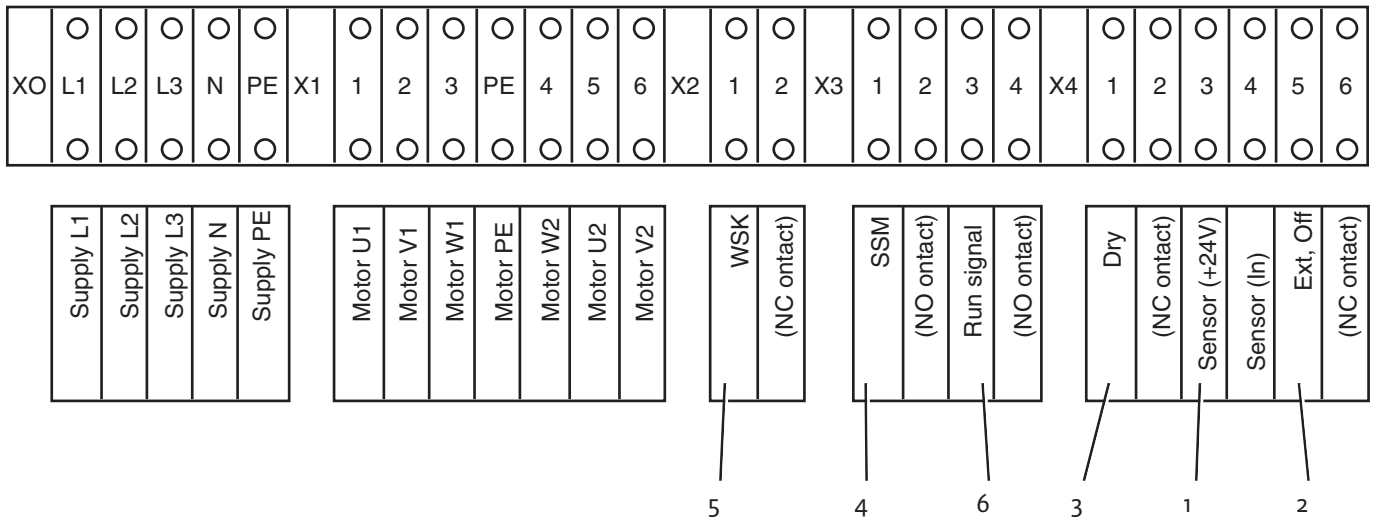 XO L1 L2 L3 N PE X1 1 2 3 PE 4 5 6 X2 1 2 X3 1 2 3 4 X4 1 2 3 4 5 6
Supply L1
Supply L2
Supply L3
Supply N
Supply PE
Motor U1
Motor V1
Motor W1
Motor PE
Motor W2
Motor U2
Motor V2
WSK
(NC ontact)
SSM
(NO ontact)
Run signal
(NO ontact)
Dry
(NC ontact)
Sensor (+24V)
Sensor (In)
Ext, Off
(NC ontact)
5 4 6 3 1 2